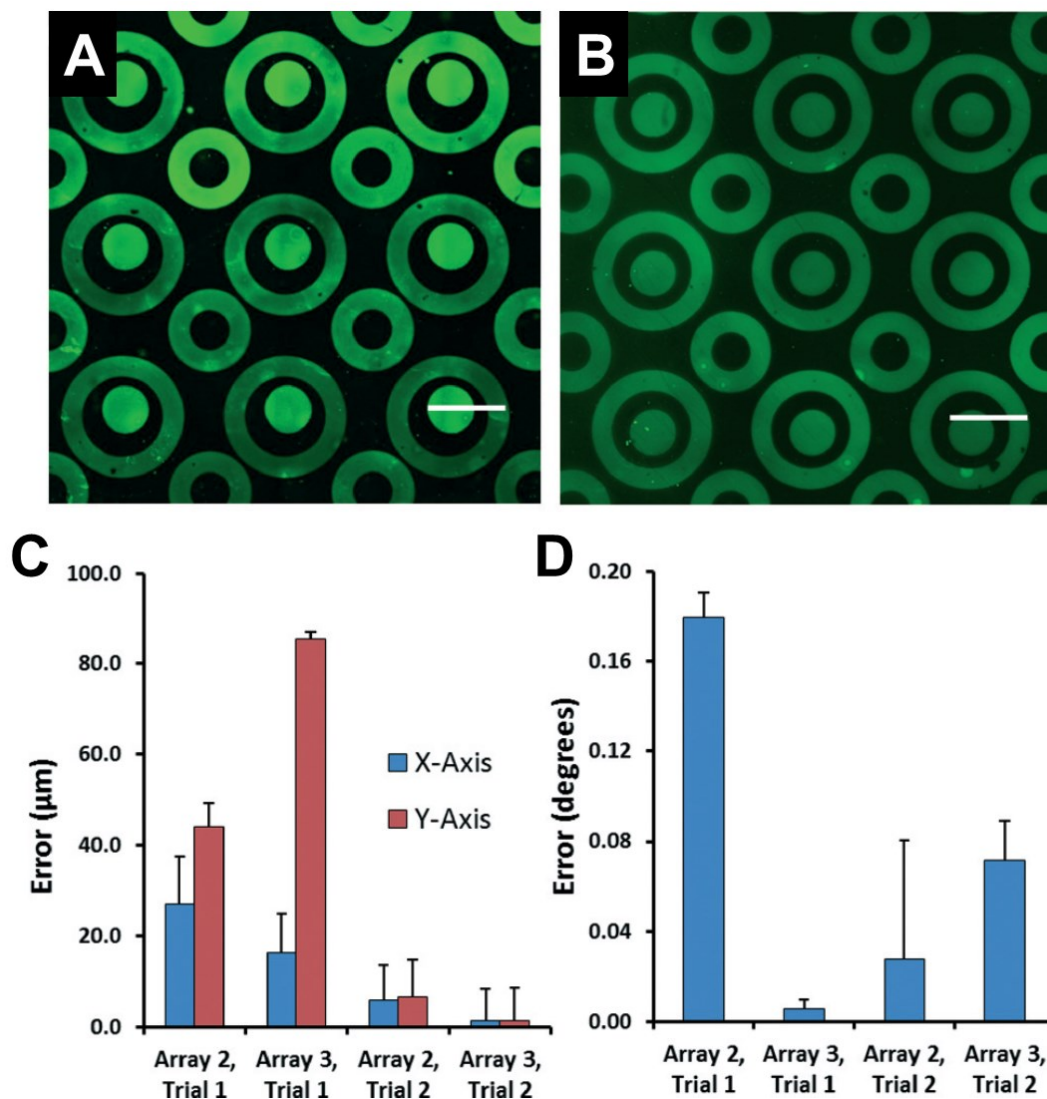 A
B
C
100.0
80.0
60.0
40.0
20.0
0.0
Error (μm)
X-Axis
Y-Axis
Array 2, Trial 1
Array 3, Trial 1
Array 2, Trial 2
Array 3, Trial 2
D
0.20
0.16
0.12
0.08
0.04
0.00
Error (degrees)
Array 2, Trial 1
Array 3, Trial 1
Array 2, Trial 2
Array 3, Trial 2